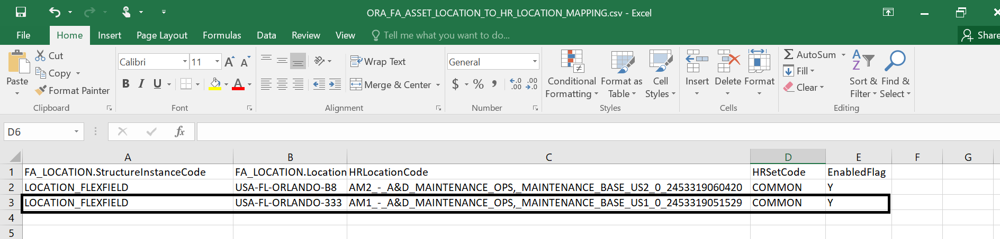 ORA_FA_ASSET_LOCATION_TO_HR_LOCATION_MAPPING.csv - Excel
File Home Insert Page Layout Formulas Data Review View Tell me what you want to do... Share
Paste
Cut
Copy
Format Painter
Clipboard
Calibri 11
B I U A
Font
Wrap Text
Merge & Center
Alignment
General
$ % , .0 .00 .00 .0
Number
Conditional Formatting
Format as Table
Cell Styles
Styles
Insert Delete Format
Cells
AutoSum
Fill
Clear
Sort & Filter
Find & Select
Editing
D6 fx
A B C D E F G
1 FA_LOCATION.StructureInstanceCode FA_LOCATION.Location HRLocationCode HRSetCode EnabledFlag
2 LOCATION_FLEXFIELD USA-FL-ORLANDO-B8 AM2_-_A&D_MAINTENANCE_OPS,_MAINTENANCE_BASE_US2_0_2453319060420 COMMON Y
3 LOCATION_FLEXFIELD USA-FL-ORLANDO-333 AM1_-_A&D_MAINTENANCE_OPS,_MAINTENANCE_BASE_US1_0_2453319051529 COMMON Y
4
5